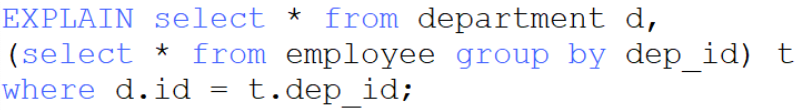 EXPLAIN select * from department d,
(select * from employee group by dep_id) t
where d.id = t.dep_id;